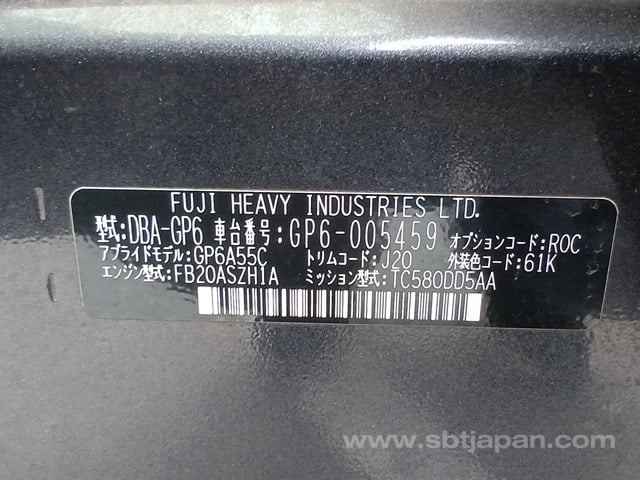 FUJI HEAVY INDUSTRIES LTD.
型式:DBA-GP6 車台番号:GP6-005459 オプションコード:ROC
アプライドモデル:GP6A55C トリムコード:J20 外装色コード:61K
エンジン型式:FB20ASZH1A ミッション型式:TC580DD5AA
www.sbtjapan.com